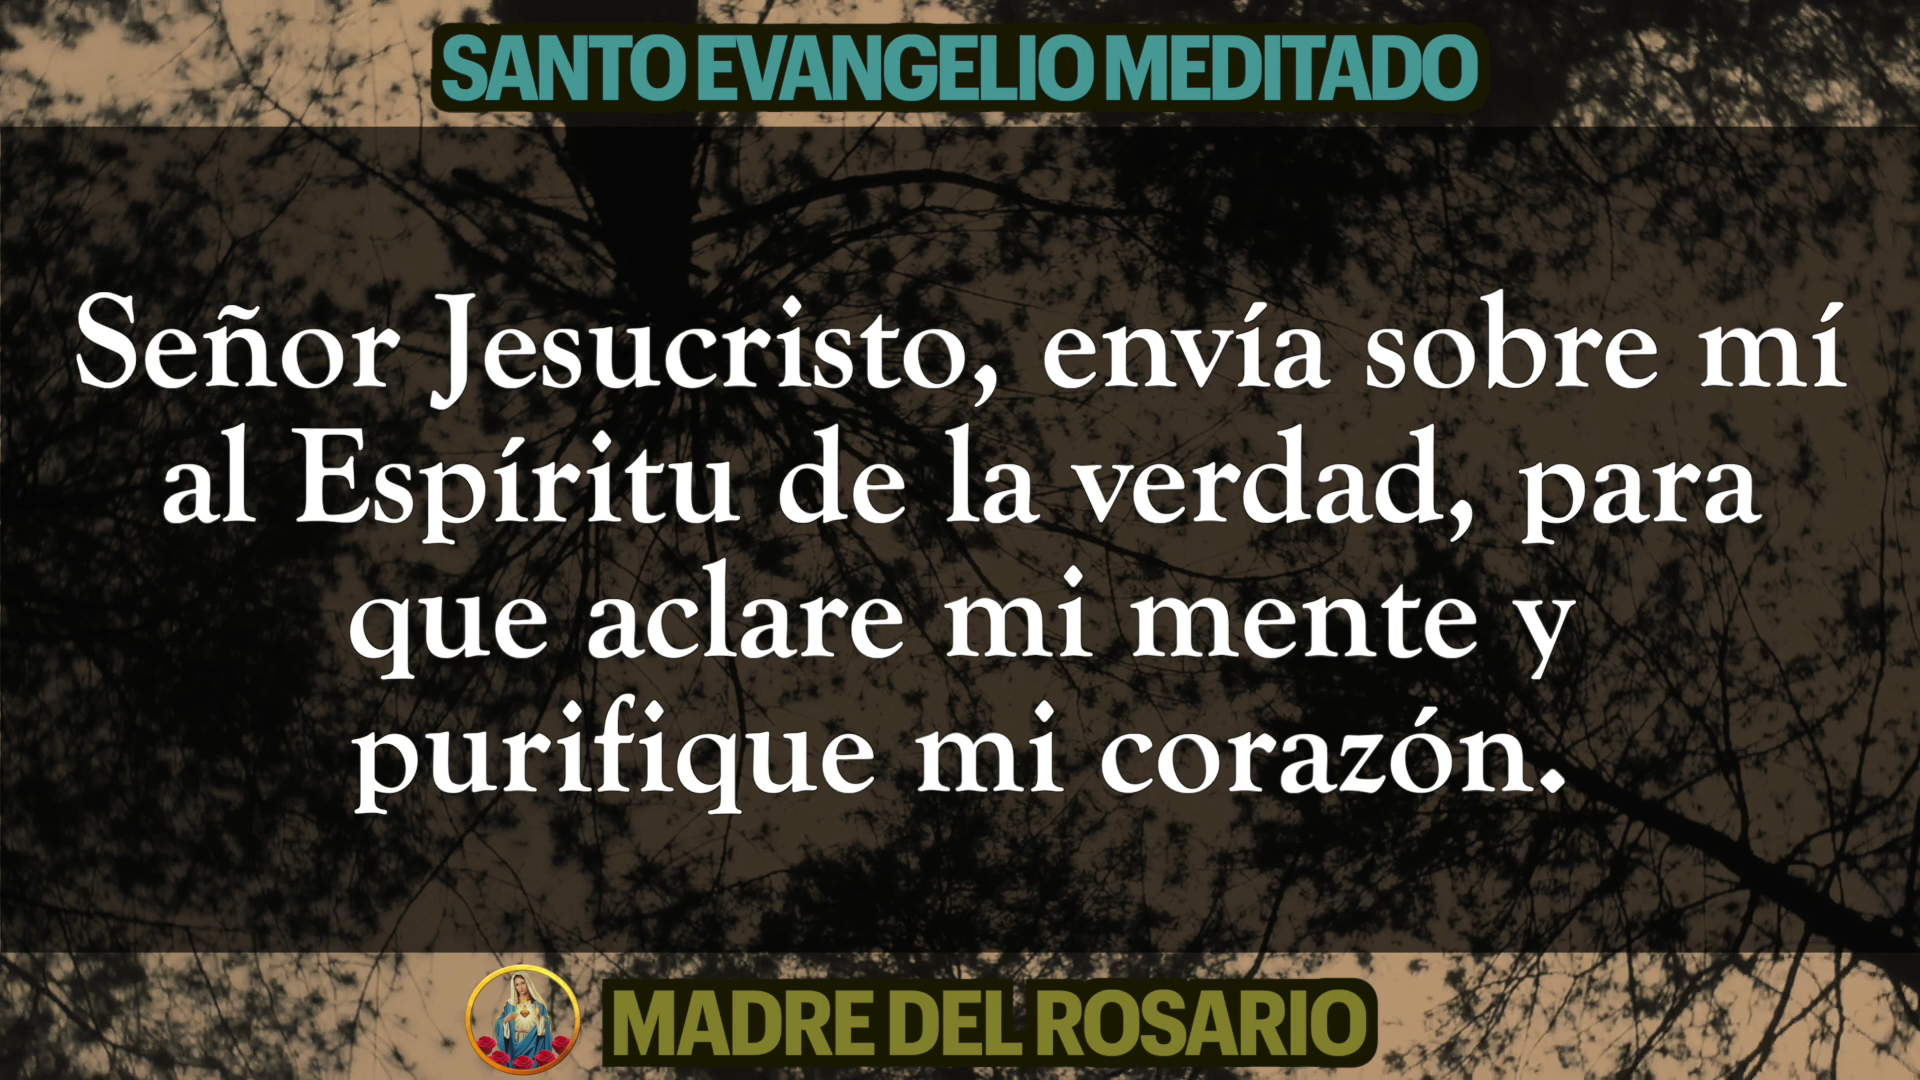 SANTO EVANGELIO MEDITADO
Señor Jesucristo, envía sobre mí
al Espíritu de la verdad, para
que aclare mi mente y
purifique mi corazón.
MADRE DEL ROSARIO